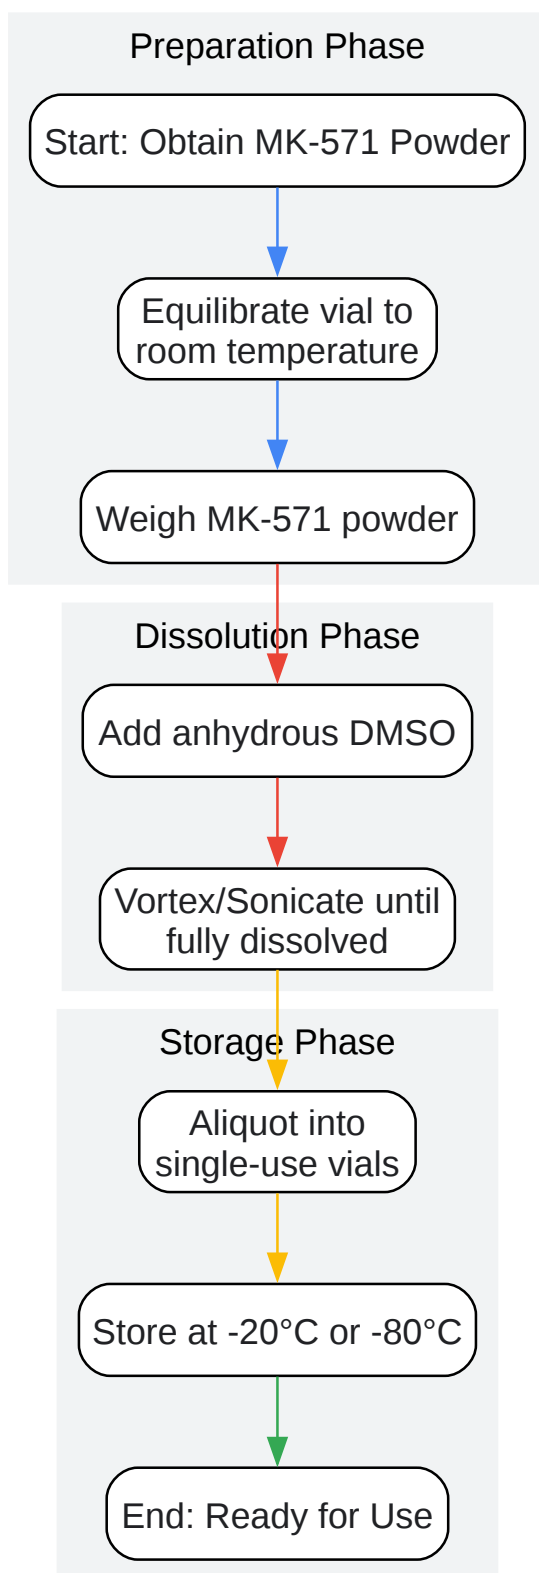 Preparation Phase
Start: Obtain MK-571 Powder
Equilibrate vial to
room temperature
Weigh MK-571 powder
Dissolution Phase
Add anhydrous DMSO
Vortex/Sonicate until
fully dissolved
Storage Phase
Aliquot into
single-use vials
Store at -20°C or -80°C
End: Ready for Use